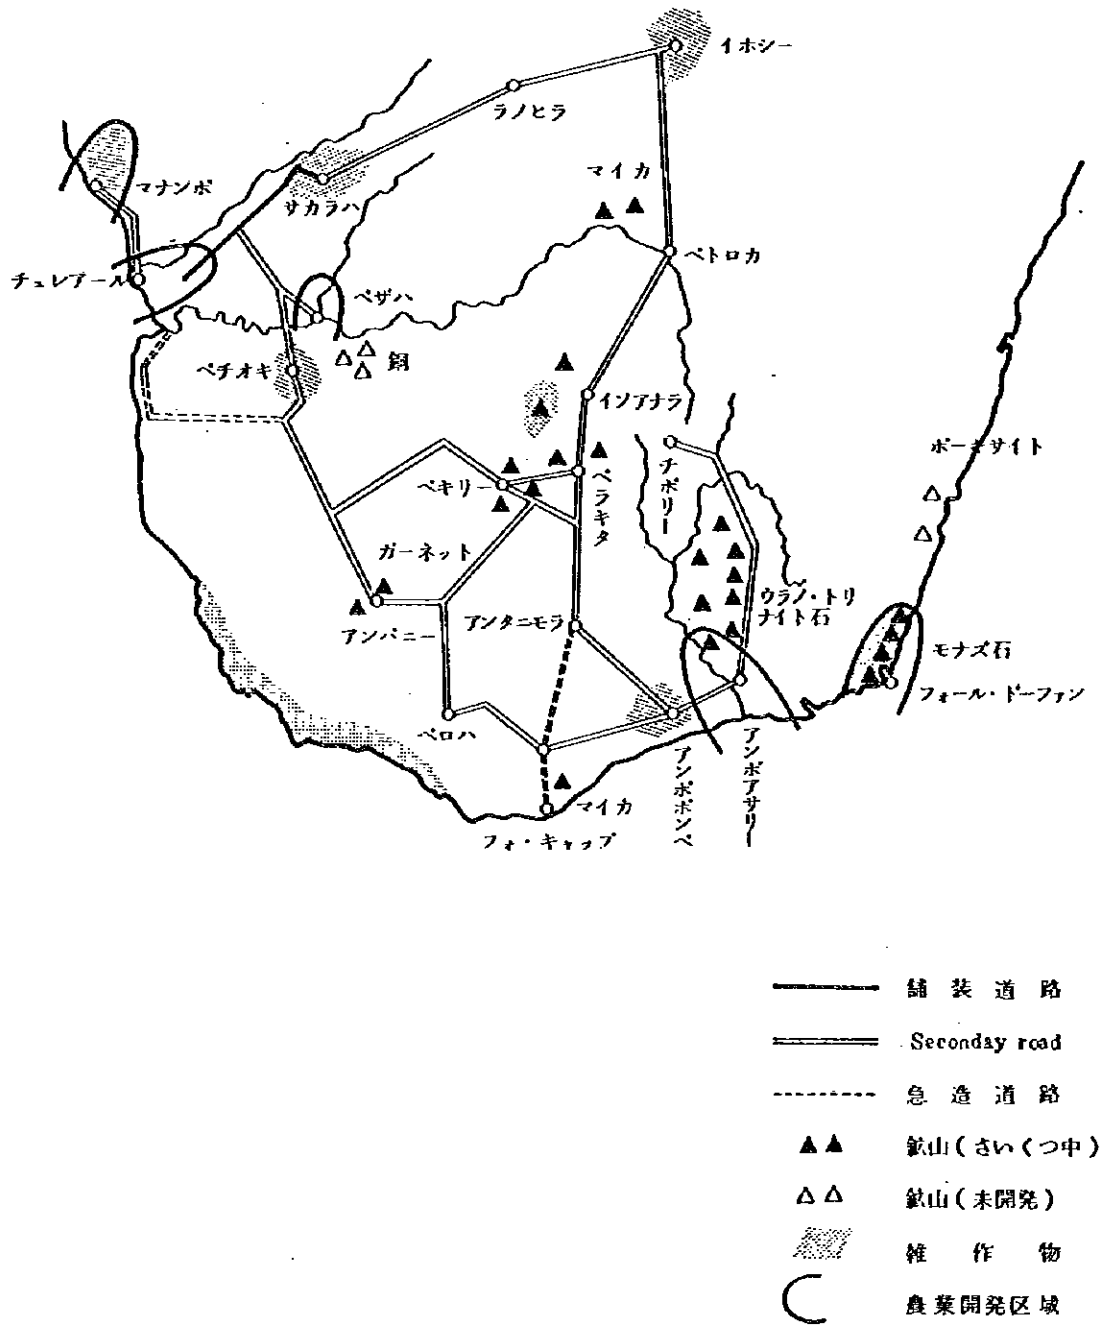 イホシー
ラノヒラ
マイカ
マナンボ
サカラハ
ベトロカ
チュレアール
ベザハ
ベチオキ
銅
イソアナラ
ボーキサイト
チボリー
ベキリー
ベラキタ
ガーネット
ウラノ・トリ
ナイト石
アンパニー
アンタニモラ
モナズ石
フォール・ドーファン
ベロハ
アンボボンベ
アンボアサリー
マイカ
フォ・キャップ
舗装道路
Seconday road
急造道路
鉱山(さいくつ中)
鉱山(未開発)
雑作物
農業開発区域